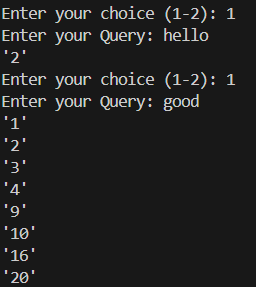 Enter your choice (1-2): 1
Enter your Query: hello
'2'
Enter your choice (1-2): 1
Enter your Query: good
'1'
'2'
'3'
'4'
'9'
'10'
'16'
'20'